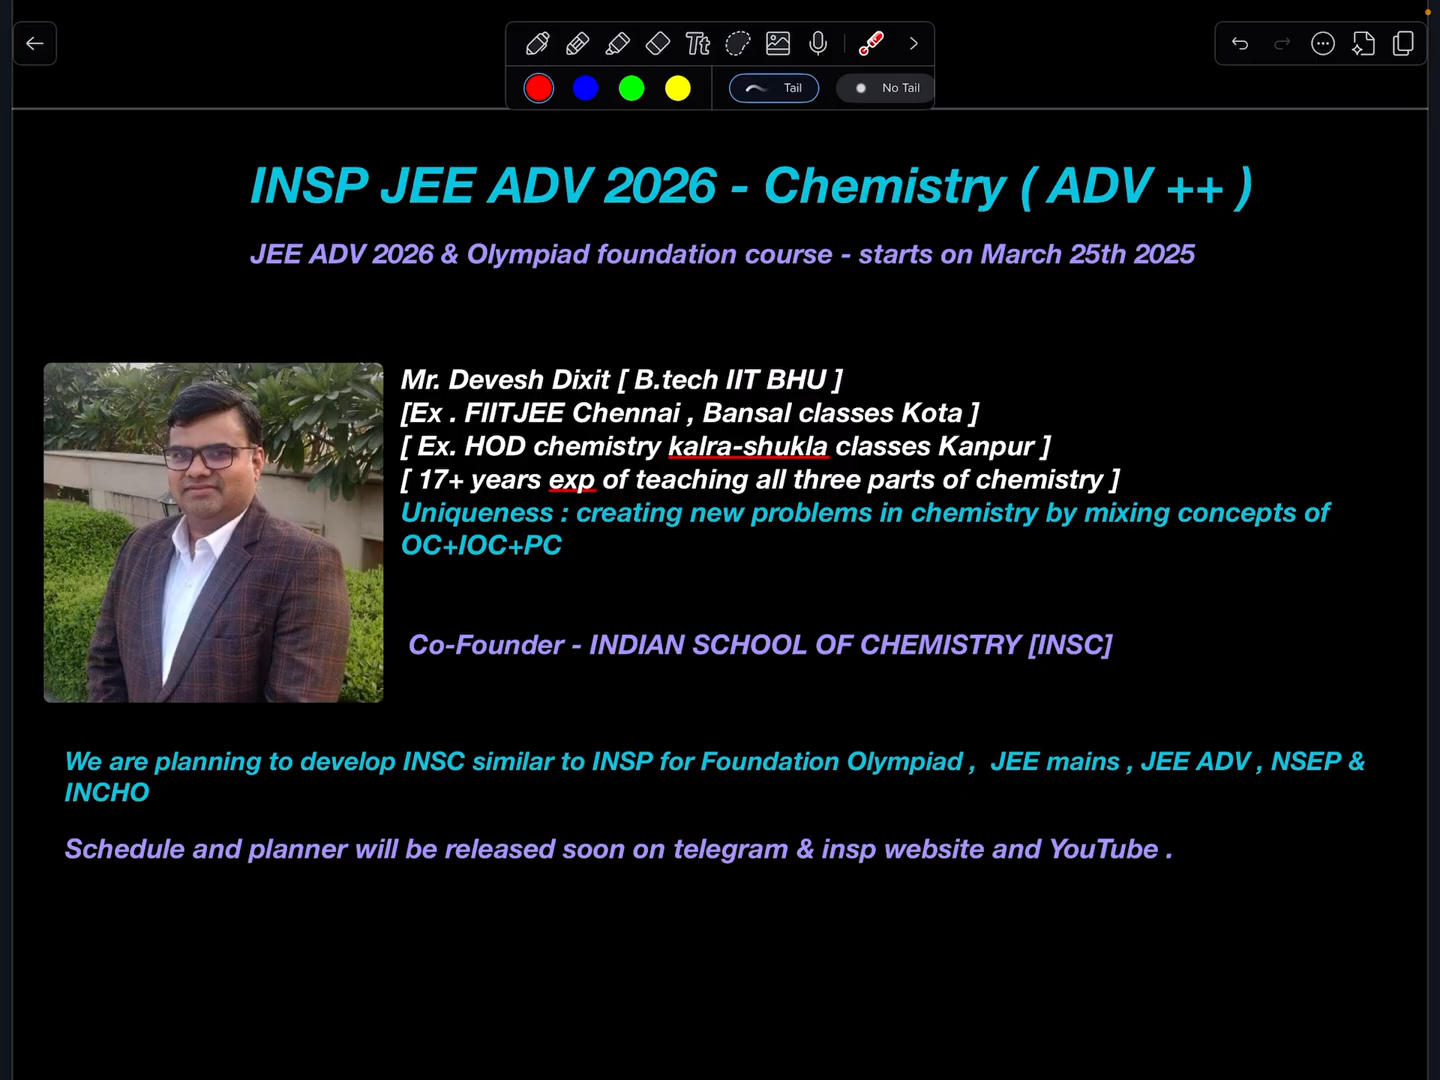 Tt
Tail
No Tail
INSP JEE ADV 2026 - Chemistry ( ADV ++ )
JEE ADV 2026 & Olympiad foundation course - starts on March 25th 2025
Mr. Devesh Dixit [ B.tech IIT BHU ]
[Ex . FIITJEE Chennai , Bansal classes Kota ]
[ Ex. HOD chemistry kalra-shukla classes Kanpur ]
[ 17+ years exp of teaching all three parts of chemistry ]
Uniqueness : creating new problems in chemistry by mixing concepts of
OC+IOC+PC
Co-Founder - INDIAN SCHOOL OF CHEMISTRY [INSC]
We are planning to develop INSC similar to INSP for Foundation Olympiad ,  JEE mains , JEE ADV , NSEP &
INCHO
Schedule and planner will be released soon on telegram & insp website and YouTube .